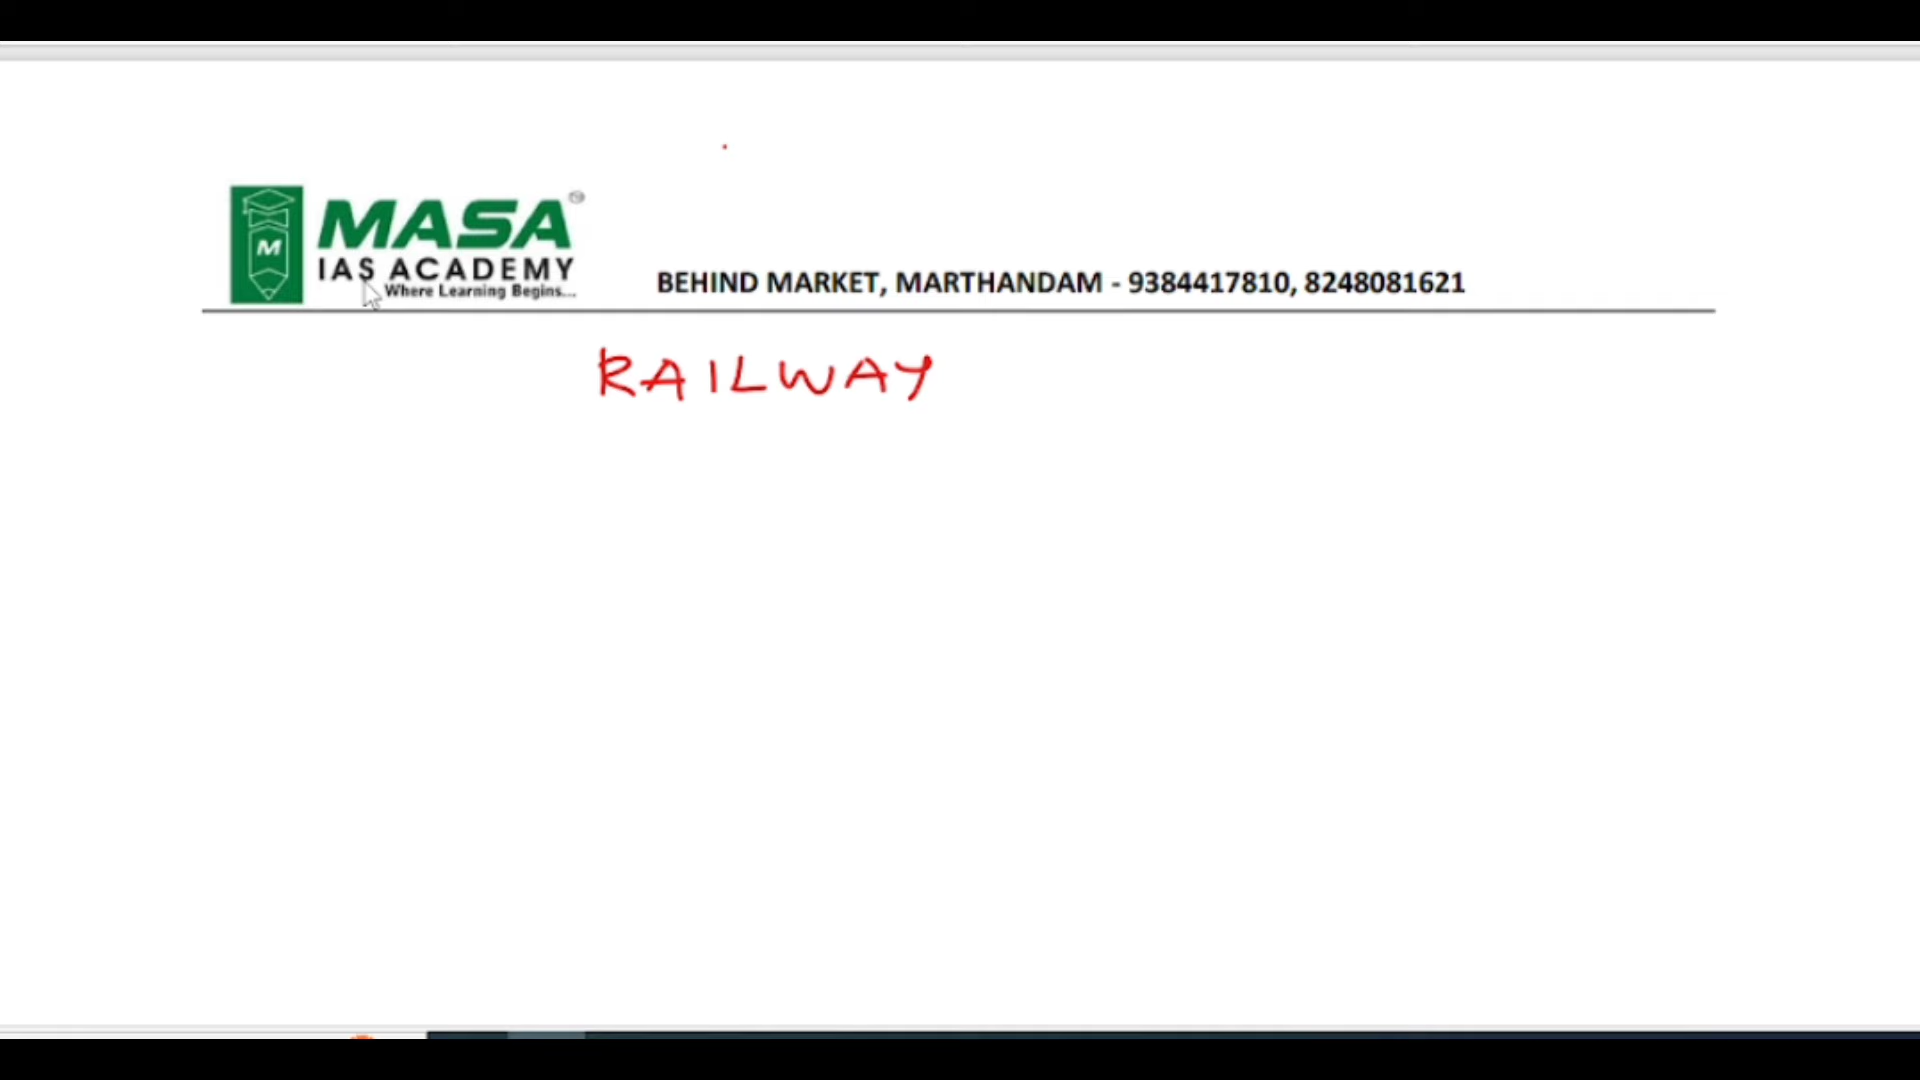 M
MASA
IAS ACADEMY
Where Learning Begins...
BEHIND MARKET, MARTHANDAM - 9384417810, 8248081621
RAILWAY